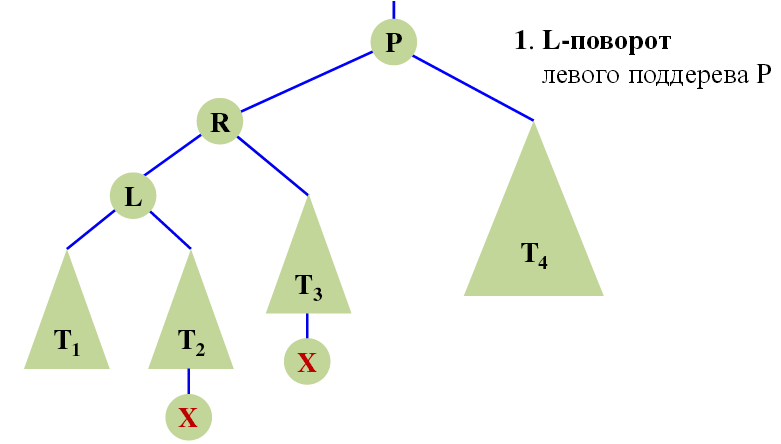 P
1. L-поворот
левого поддерева P
R
L
T4
T3
T1
T2
X
X